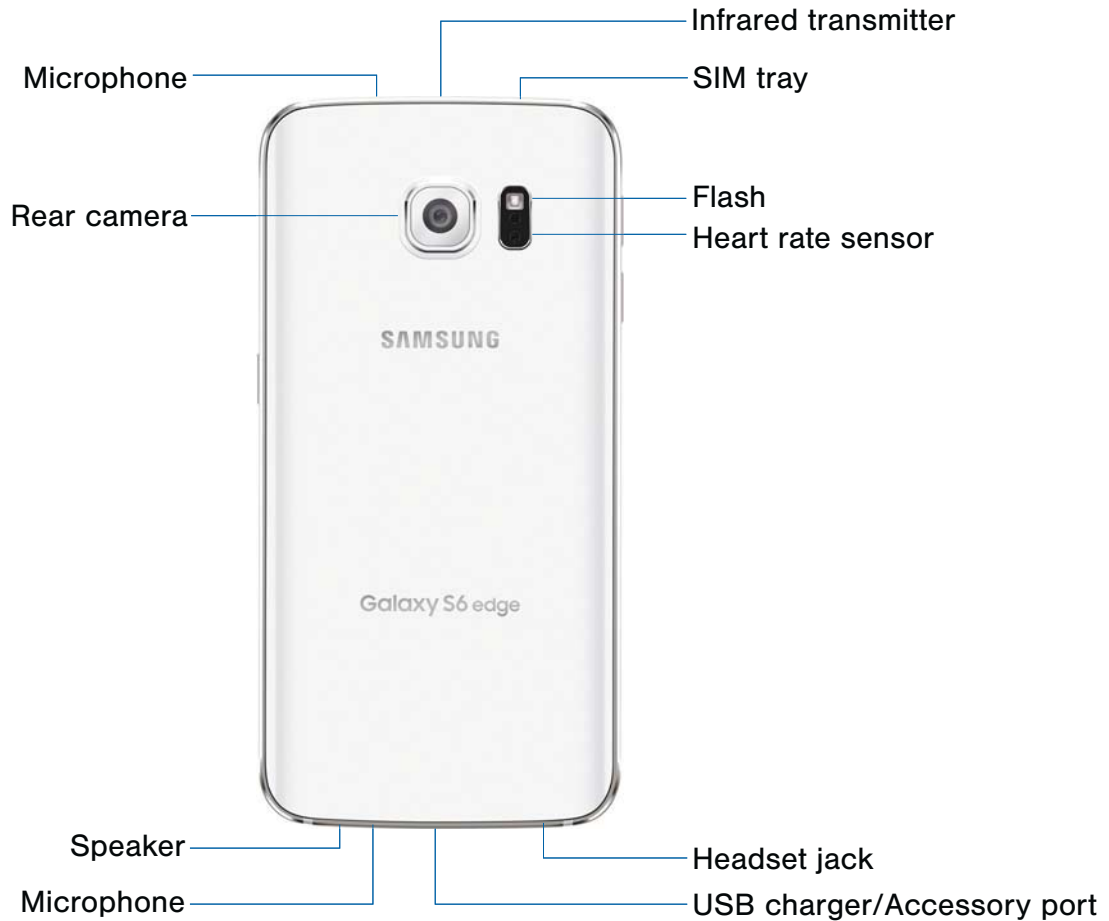 Infrared transmitter
Microphone
SIM tray
Rear camera
Flash
Heart rate sensor
SAMSUNG
Galaxy S6 edge
Speaker
Headset jack
Microphone
USB charger/Accessory port